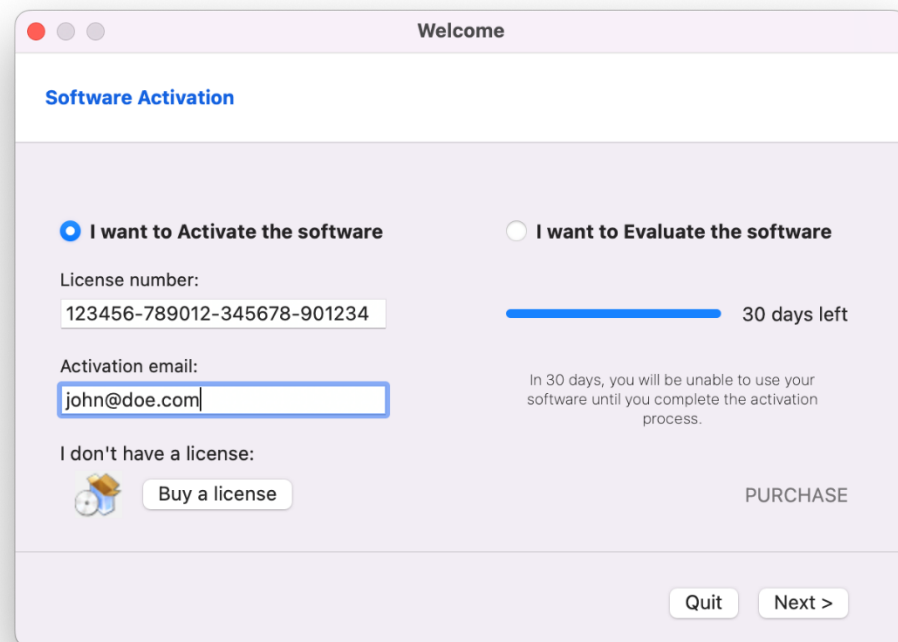 Welcome
Software Activation
I want to Activate the software
License number:
123456-789012-345678-901234
Activation email:
john@doe.com
I don't have a license:
Buy a license
I want to Evaluate the software
30 days left
In 30 days, you will be unable to use your
software until you complete the activation
process.
PURCHASE
Quit
Next >